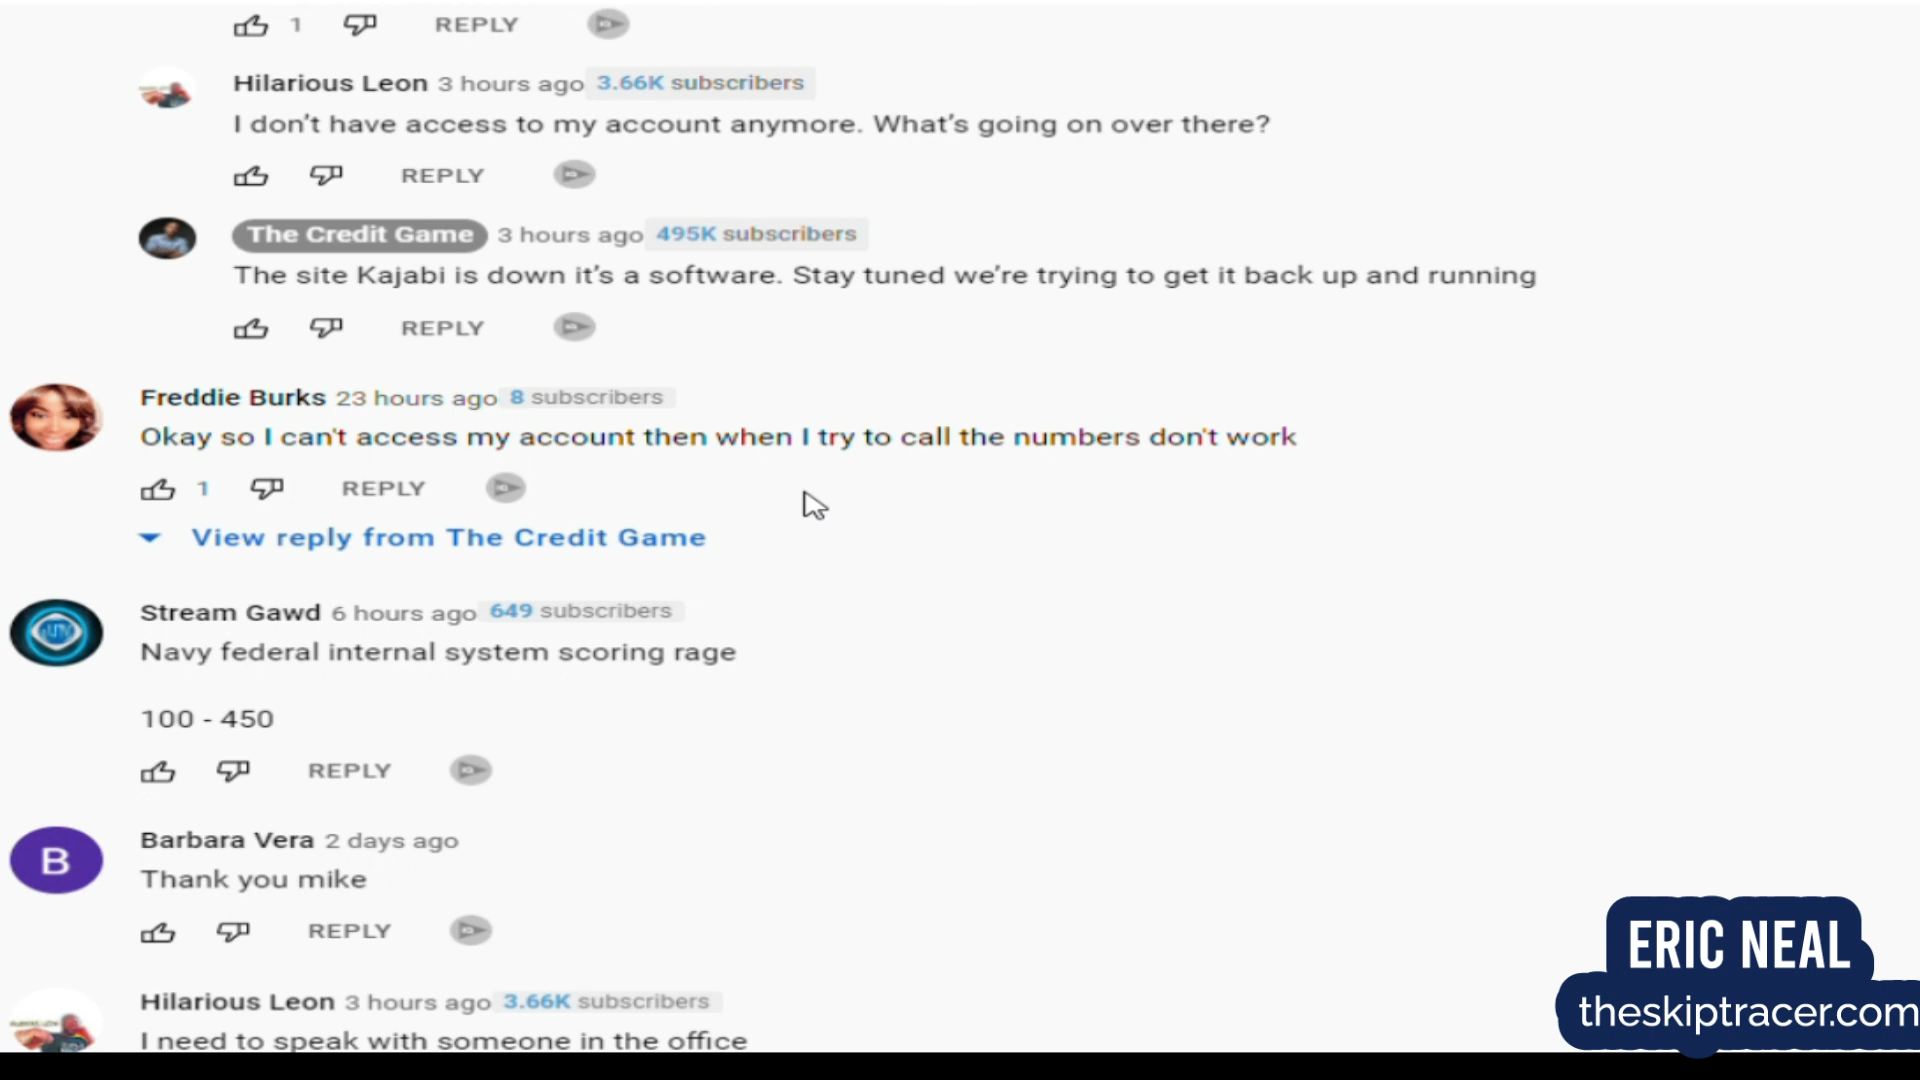 1 REPLY
Hilarious Leon 3 hours ago 3.66K subscribers
I don't have access to my account anymore. What's going on over there?
REPLY
The Credit Game 3 hours ago 495K subscribers
The site Kajabi is down it's a software. Stay tuned we're trying to get it back up and running
REPLY
Freddie Burks 23 hours ago 8 subscribers
Okay so I can't access my account then when I try to call the numbers don't work
1 REPLY
View reply from The Credit Game
Stream Gawd 6 hours ago 649 subscribers
Navy federal internal system scoring rage
100 - 450
REPLY
B
Barbara Vera 2 days ago
Thank you mike
REPLY
Hilarious Leon 3 hours ago 3.66K subscribers
I need to speak with someone in the office
ERIC NEAL
theskiptracer.com